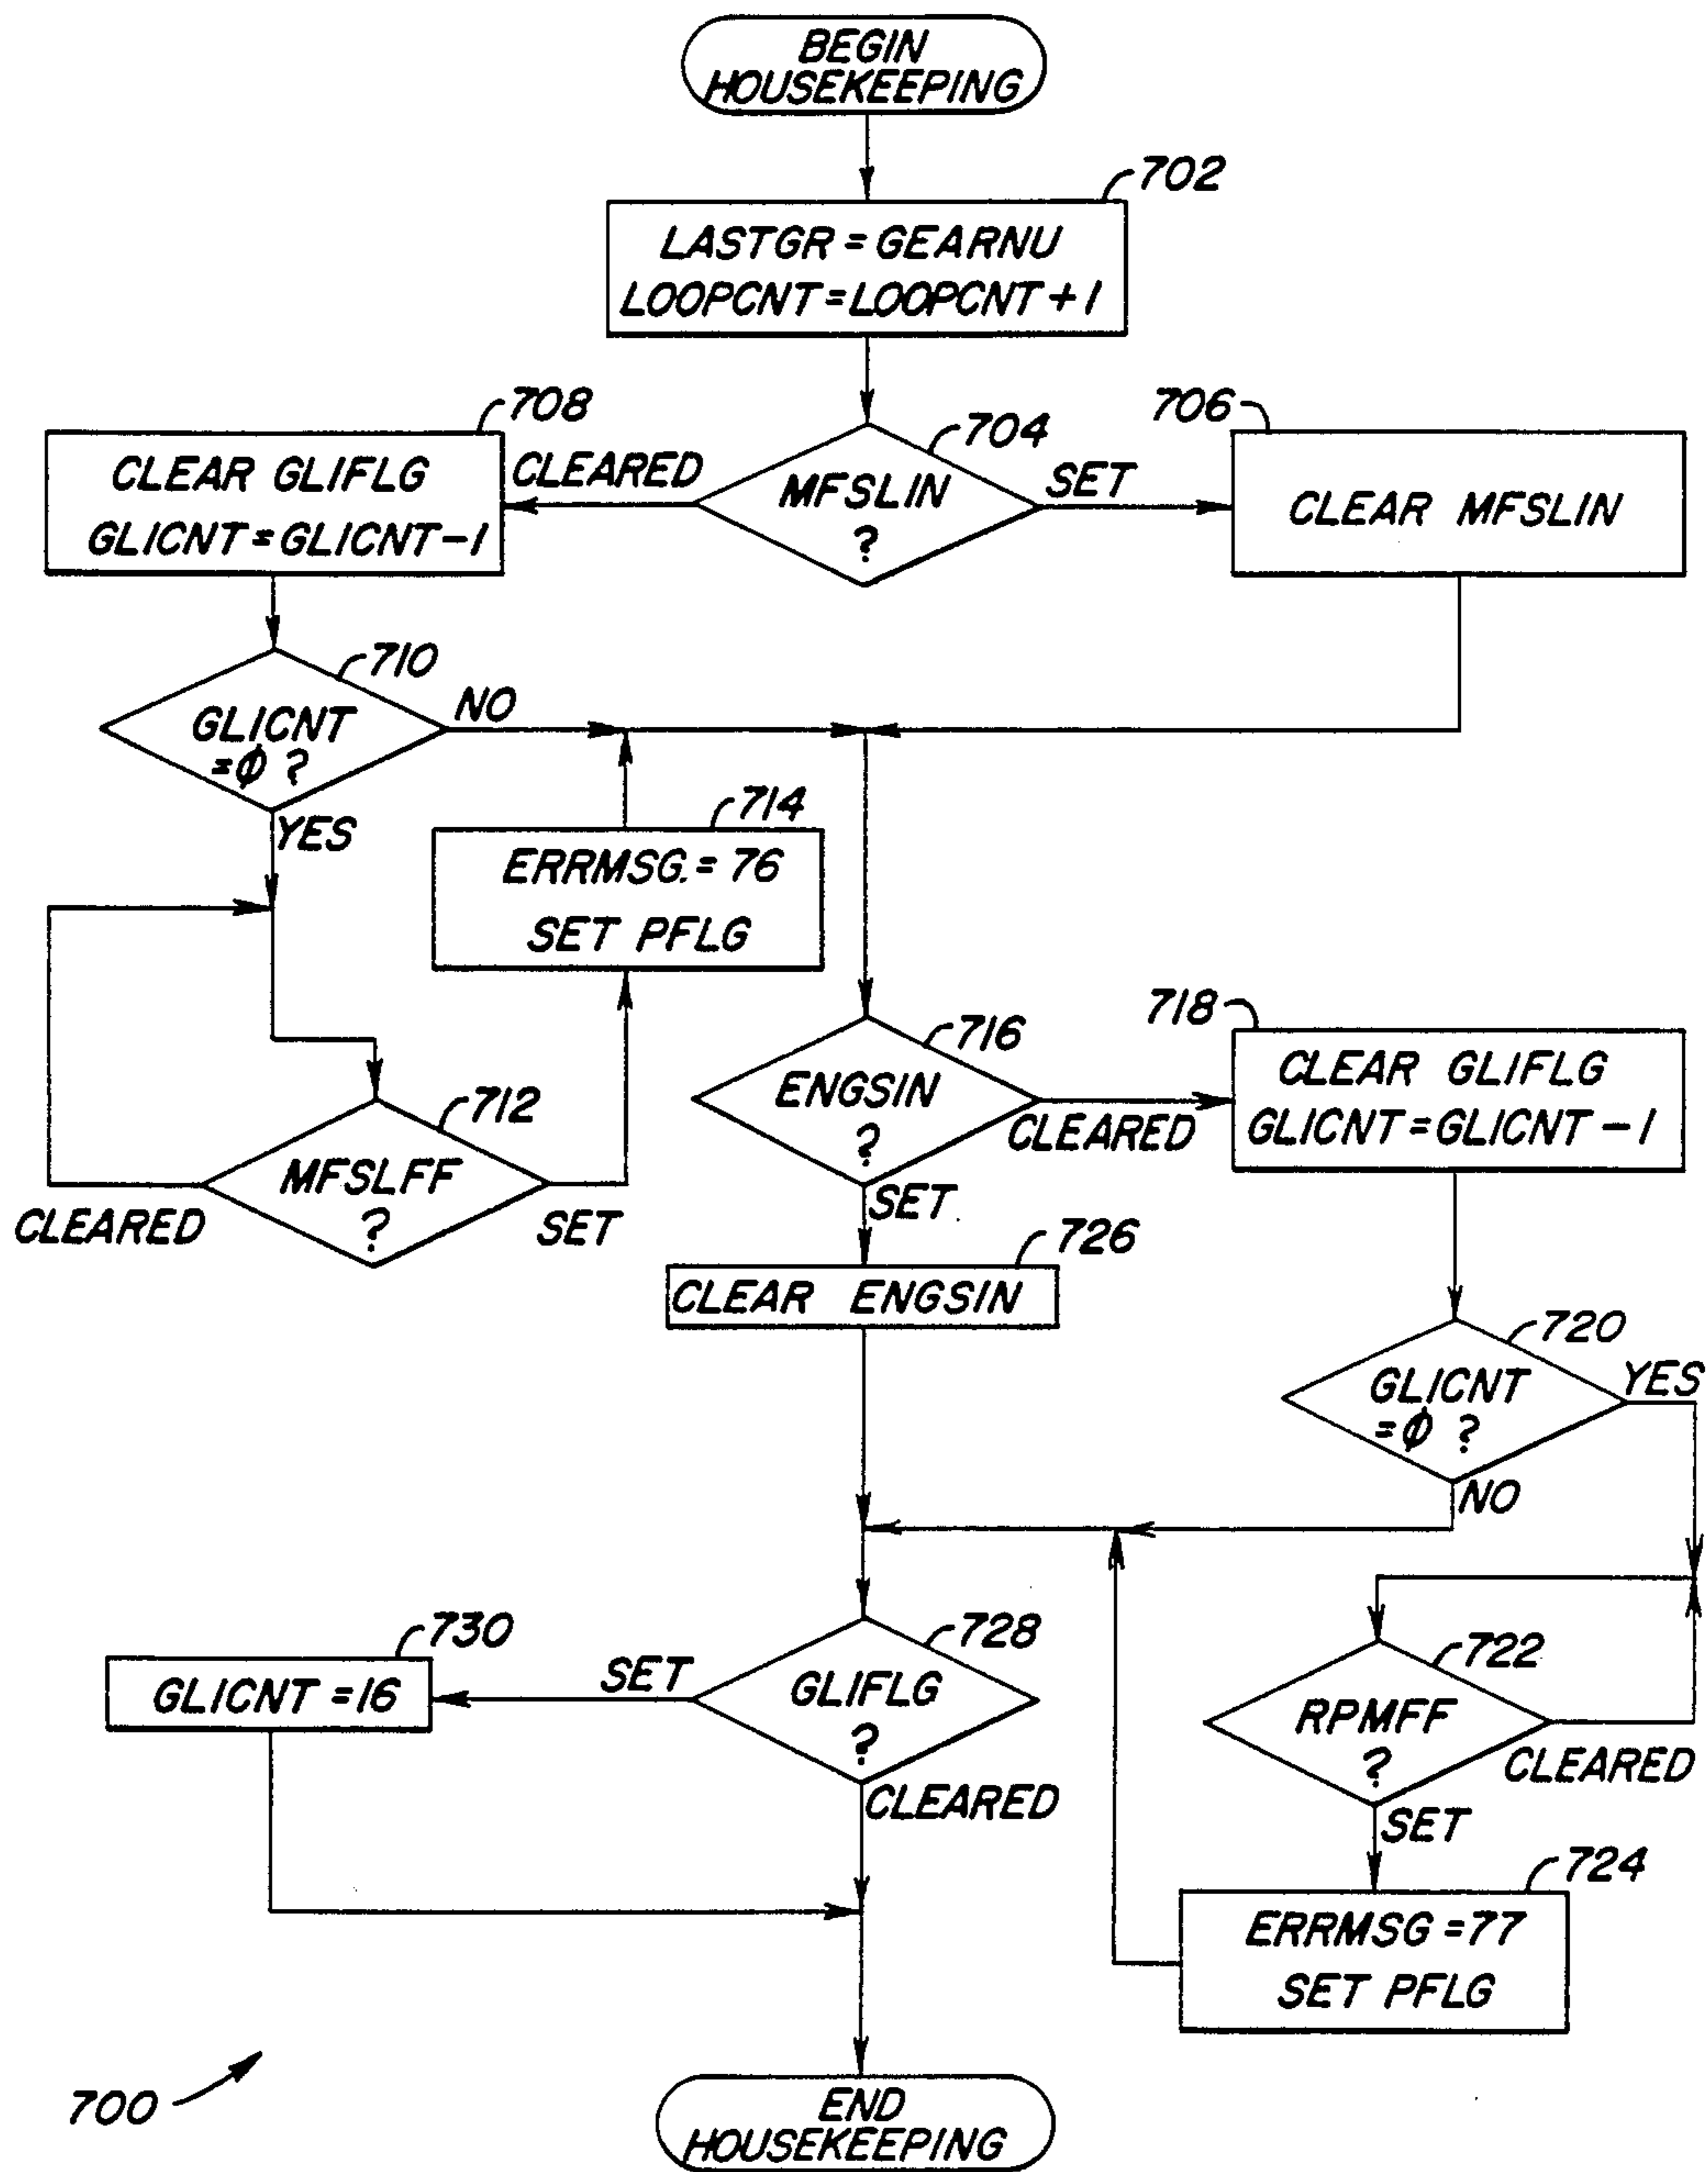 BEGIN
HOUSEKEEPING
702
LASTGR = GEARNU
LOOPCNT = LOOPCNT + 1
708
704
706
CLEAR GLIFLG
GLICNT = GLICNT - 1
CLEARED
MFSLIN
?
SET
CLEAR MFSLIN
710
GLICNT
= ϕ ?
NO
YES
714
ERRMSG. = 76
SET PFLG
712
MFSLFF
?
CLEARED
SET
716
ENGSIN
?
CLEARED
SET
718
CLEAR GLIFLG
GLICNT = GLICNT - 1
726
CLEAR ENGSIN
720
GLICNT
= ϕ ?
YES
NO
730
GLICNT = 16
SET
728
GLIFLG
?
CLEARED
722
RPMFF
?
CLEARED
SET
724
ERRMSG = 77
SET PFLG
700
END
HOUSEKEEPING